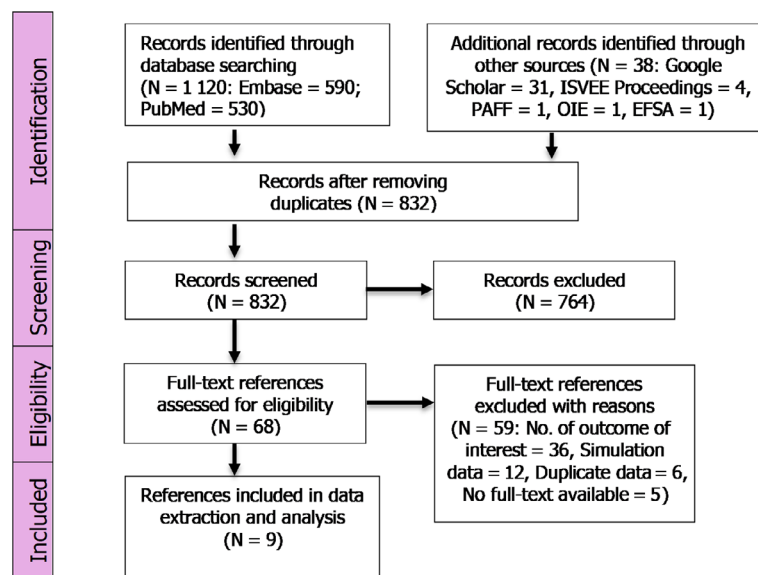 Identification
Records identified through
database searching
(N = 1 120: Embase = 590;
PubMed = 530)
Additional records identified through
other sources (N = 38: Google
Scholar = 31, ISVEE Proceedings = 4,
PAFF = 1, OIE = 1, EFSA = 1)
Records after removing
duplicates (N = 832)
Screening
Records screened
(N = 832)
Records excluded
(N = 764)
Eligibility
Full-text references
assessed for eligibility
(N = 68)
Full-text references
excluded with reasons
(N = 59: No. of outcome of
interest = 36, Simulation
data = 12, Duplicate data = 6,
No full-text available = 5)
Included
References included in data
extraction and analysis
(N = 9)